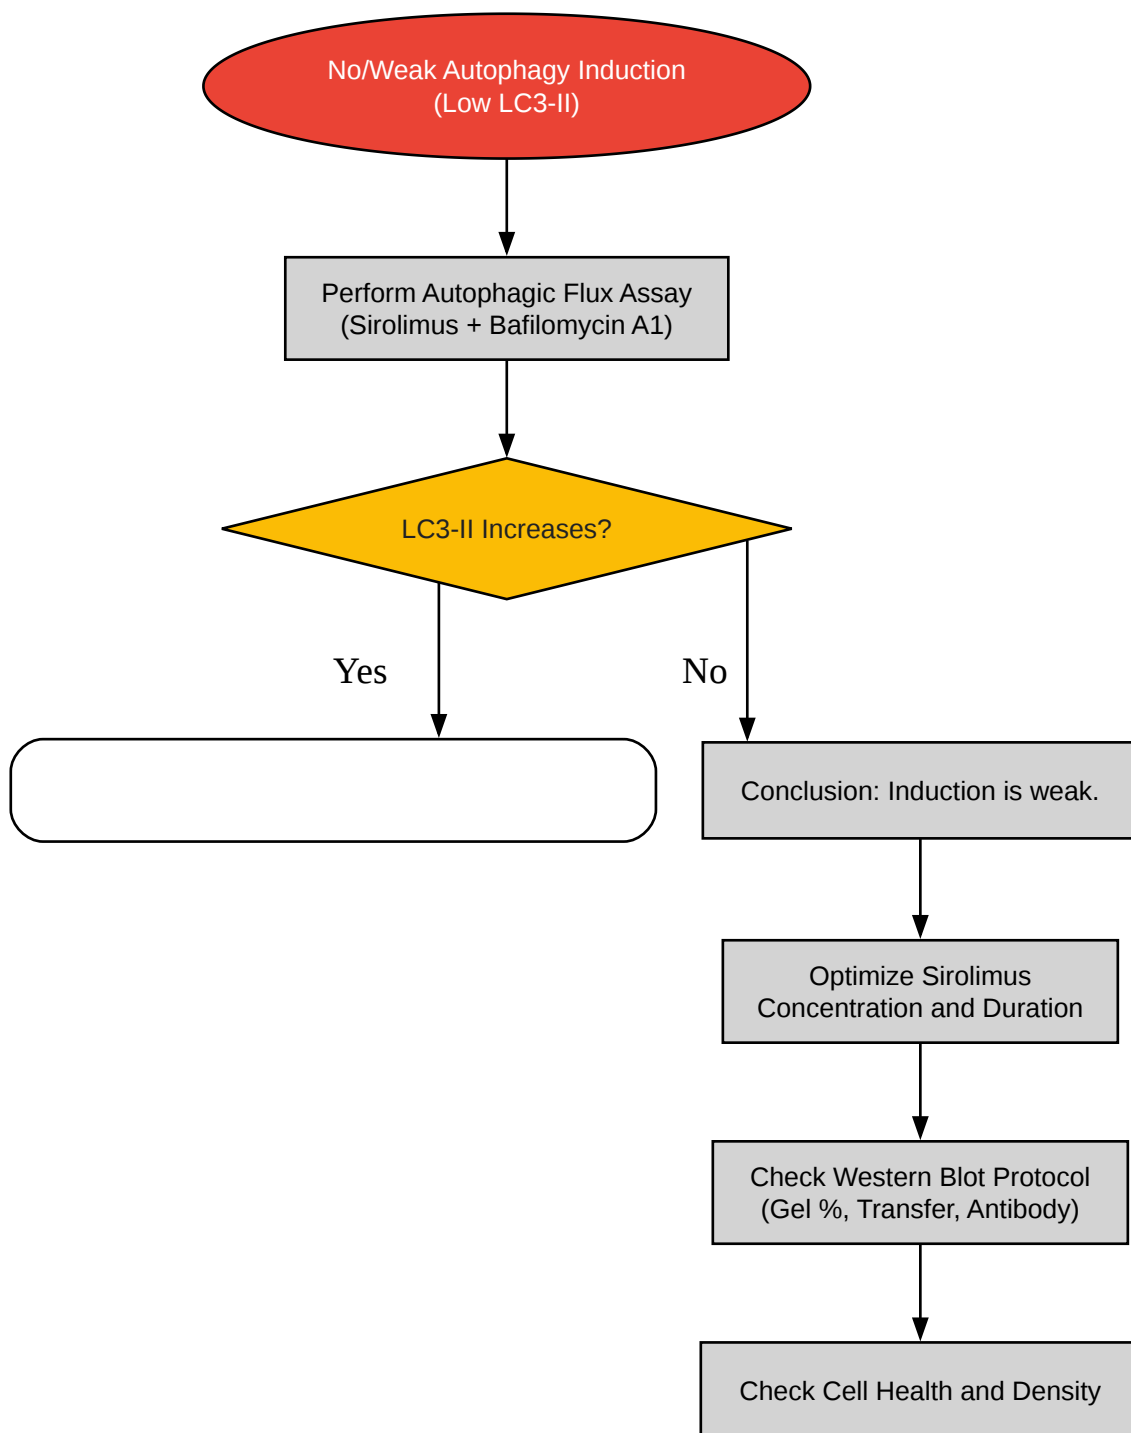 No/Weak Autophagy Induction
(Low LC3-II)
Perform Autophagic Flux Assay
(Sirolimus + Bafilomycin A1)
LC3-II Increases?
Yes
No
Conclusion: Induction is weak.
Optimize Sirolimus
Concentration and Duration
Check Western Blot Protocol
(Gel %, Transfer, Antibody)
Check Cell Health and Density